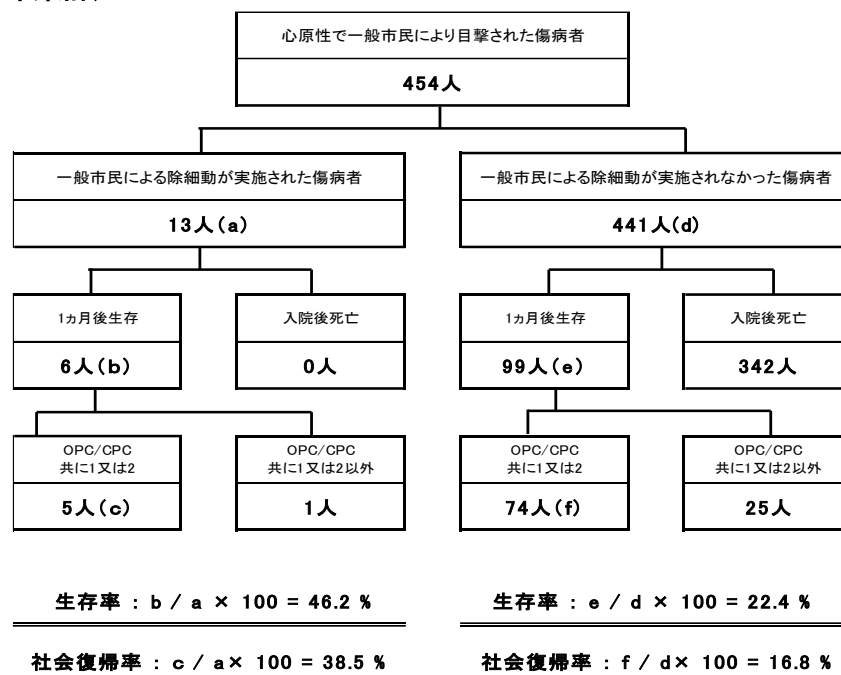 心原性で一般市民により目撃された傷病者
454人
一般市民による除細動が実施された傷病者
13人(a)
一般市民による除細動が実施されなかった傷病者
441人(d)
1ヵ月後生存
6人(b)
入院後死亡
0人
1ヵ月後生存
99人(e)
入院後死亡
342人
OPC/CPC
共に1又は2
5人(c)
OPC/CPC
共に1又は2以外
1人
OPC/CPC
共に1又は2
74人(f)
OPC/CPC
共に1又は2以外
25人
生存率 : b / a × 100 = 46.2 %
生存率 : e / d × 100 = 22.4 %
社会復帰率 : c / a× 100 = 38.5 %
社会復帰率 : f / d× 100 = 16.8 %